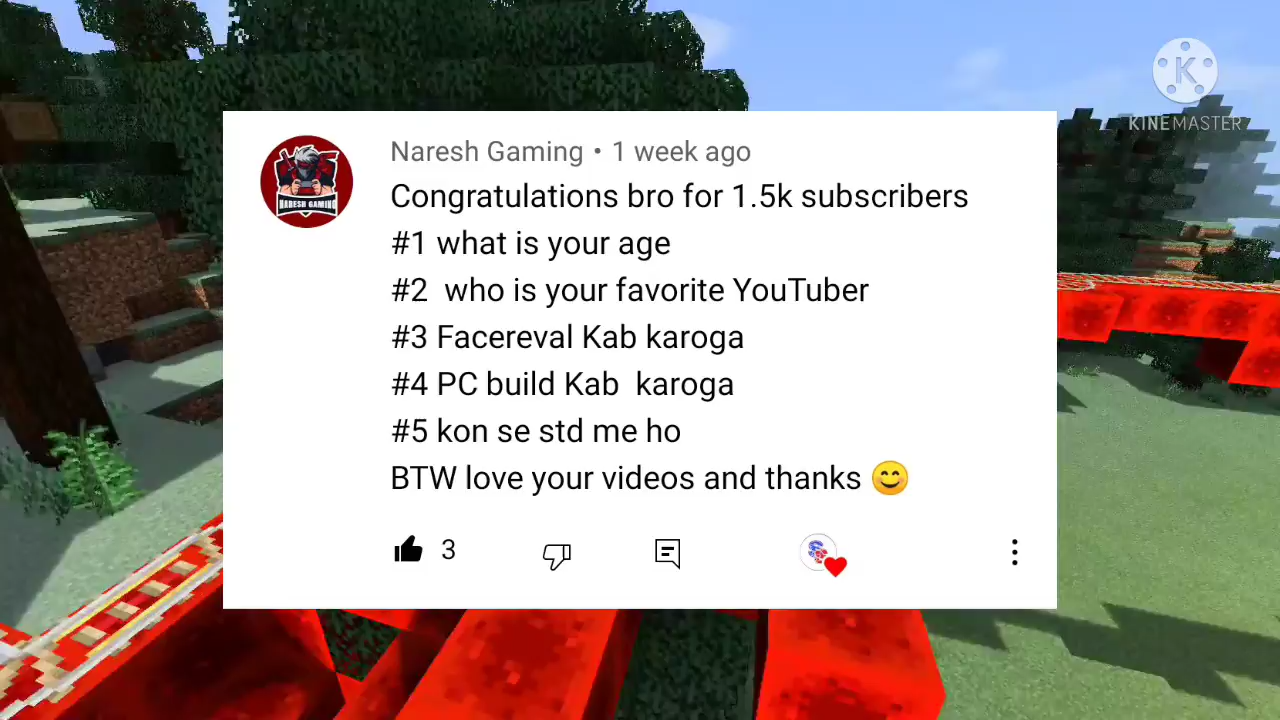 KINEMASTER
Naresh Gaming • 1 week ago
Congratulations bro for 1.5k subscribers
#1 what is your age
#2  who is your favorite YouTuber
#3 Facereval Kab karoga
#4 PC build Kab  karoga
#5 kon se std me ho
BTW love your videos and thanks 😊
3
NARESH GAMING